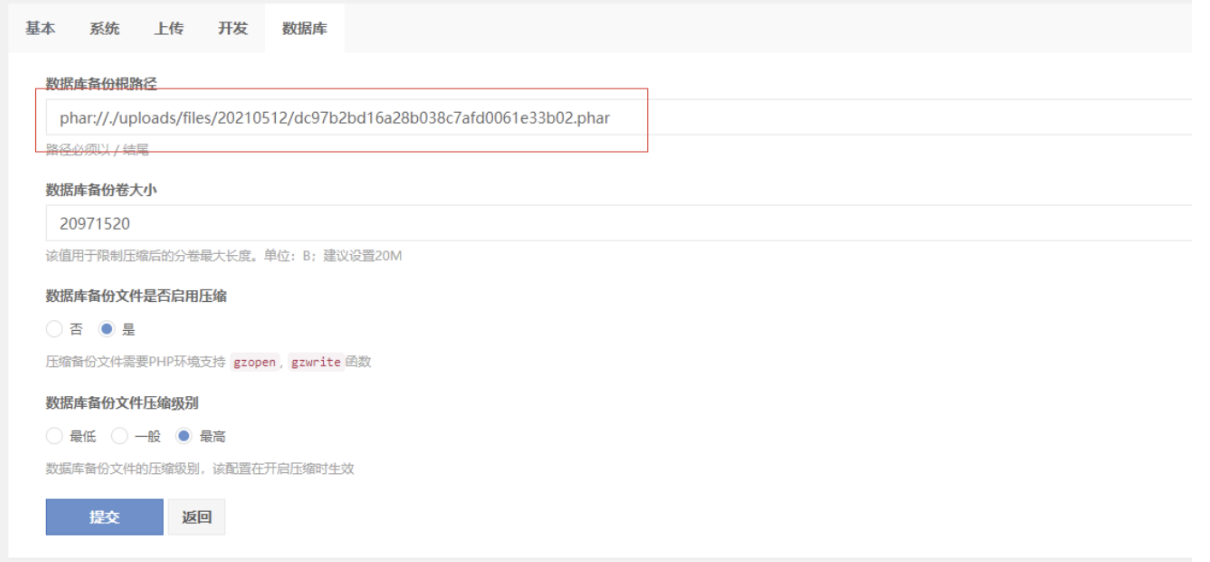 基本 系统 上传 开发 数据库
数据库备份根路径
phar://./uploads/files/20210512/dc97b2bd16a28b038c7afd0061e33b02.phar
路径必须以 / 结尾
数据库备份卷大小
20971520
该值用于限制压缩后的分卷最大长度。单位：B；建议设置20M
数据库备份文件是否启用压缩
否 是
压缩备份文件需要PHP环境支持 gzopen, gzwrite 函数
数据库备份文件压缩级别
最低 一般 最高
数据库备份文件的压缩级别，该配置在开启压缩时生效
提交 返回